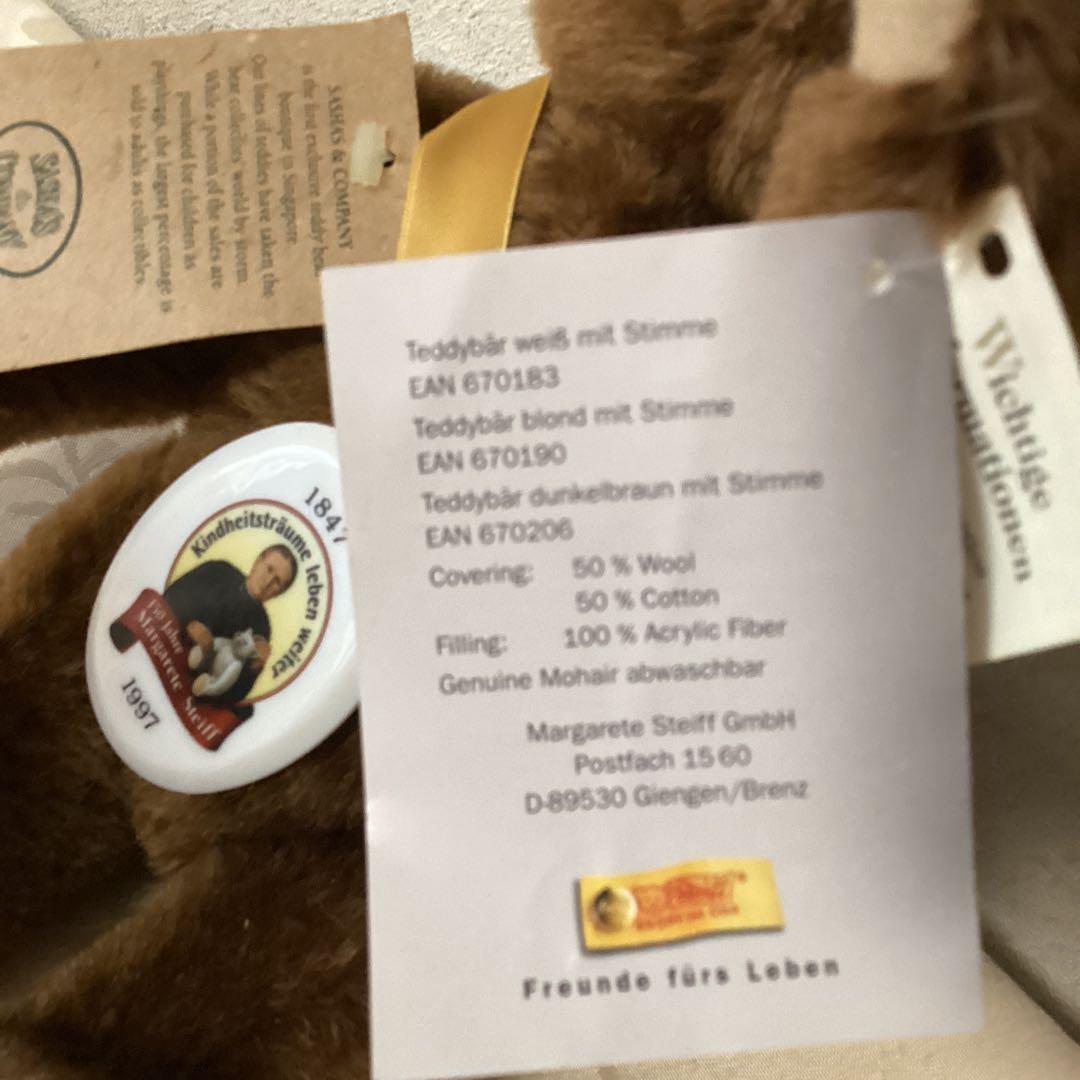 SASHA'S & COMPANY
is the first exclusive teddy
boutique in Singapore.
Our lines of teddies have taken the
bear collectors' world by storm.
While a portion of the sales are
purchased for children as
playthings, the largest percentage is
sold to adults as collectibles.
SASHA'S
&
COMPANY
Teddybär weiß mit Stimme
EAN 670183
Teddybär blond mit Stimme
EAN 670190
Teddybär dunkelbraun mit Stimme
EAN 670206
Covering: 50 % Wool
50 % Cotton
Filling: 100 % Acrylic Fiber
Genuine Mohair abwaschbar
Margarete Steiff GmbH
Postfach 15 60
D-89530 Giengen/Brenz
Freunde fürs Leben
1847
Kindheitsträume leben weiter
150 Jahre
Margarete Steiff
1997
Wichtige